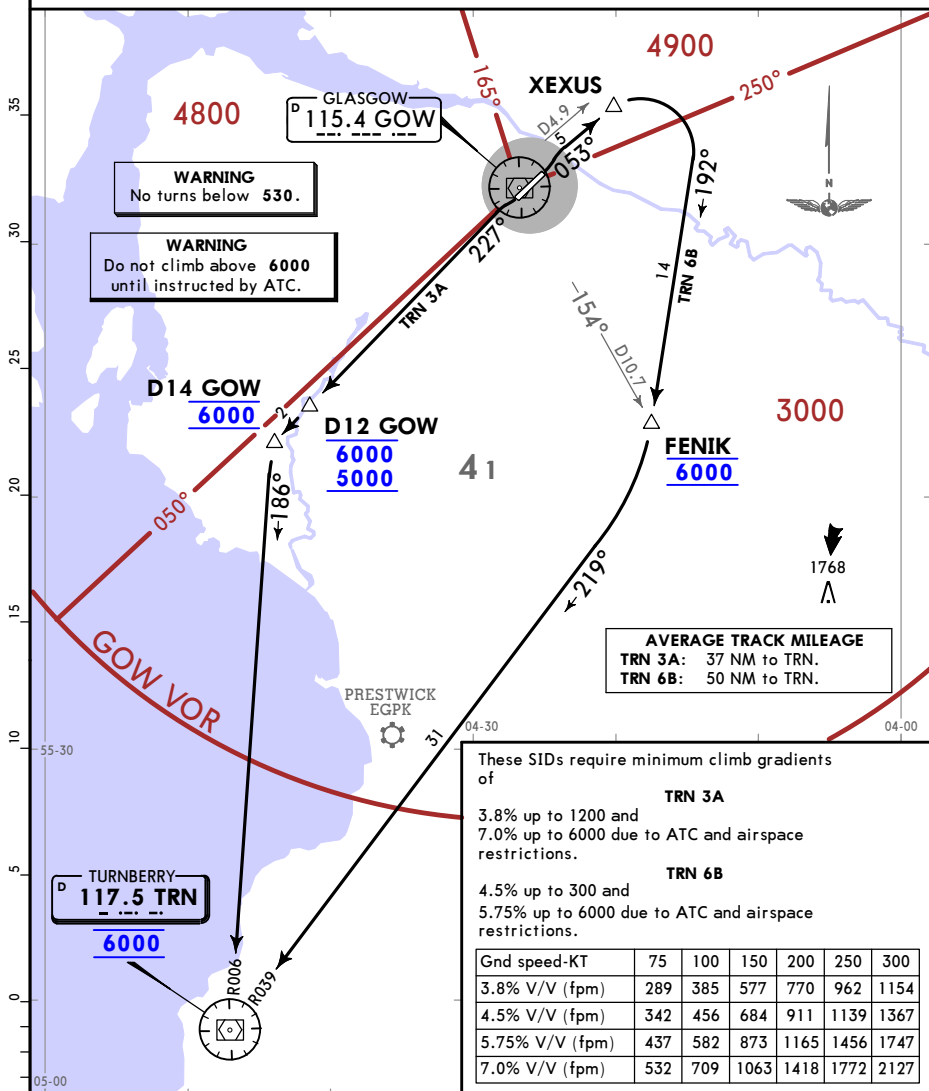 4900
XEXUS
165°
250°
4800
GLASGOW
D 115.4 GOW
D4.9
5
053°
35
WARNING
No turns below 530.
192°
N
WARNING
Do not climb above 6000
until instructed by ATC.
30
227°
14
TRN 6B
TRN 3A
154°
D10.7
25
D14 GOW
6000
2
D12 GOW
6000
5000
3000
FENIK
6000
41
20
186°
050°
219°
1768
15
GOW VOR
AVERAGE TRACK MILEAGE
TRN 3A: 37 NM to TRN.
TRN 6B: 50 NM to TRN.
PRESTWICK
EGPK
04-30
04-00
10
55-30
31
These SIDs require minimum climb gradients
of
TRN 3A
3.8% up to 1200 and
7.0% up to 6000 due to ATC and airspace
restrictions.
TRN 6B
4.5% up to 300 and
5.75% up to 6000 due to ATC and airspace
restrictions.
5
TURNBERRY
D 117.5 TRN
6000
R006
R039
0
05-00
Gnd speed-KT 75 100 150 200 250 300
3.8% V/V (fpm) 289 385 577 770 962 1154
4.5% V/V (fpm) 342 456 684 911 1139 1367
5.75% V/V (fpm) 437 582 873 1165 1456 1747
7.0% V/V (fpm) 532 709 1063 1418 1772 2127